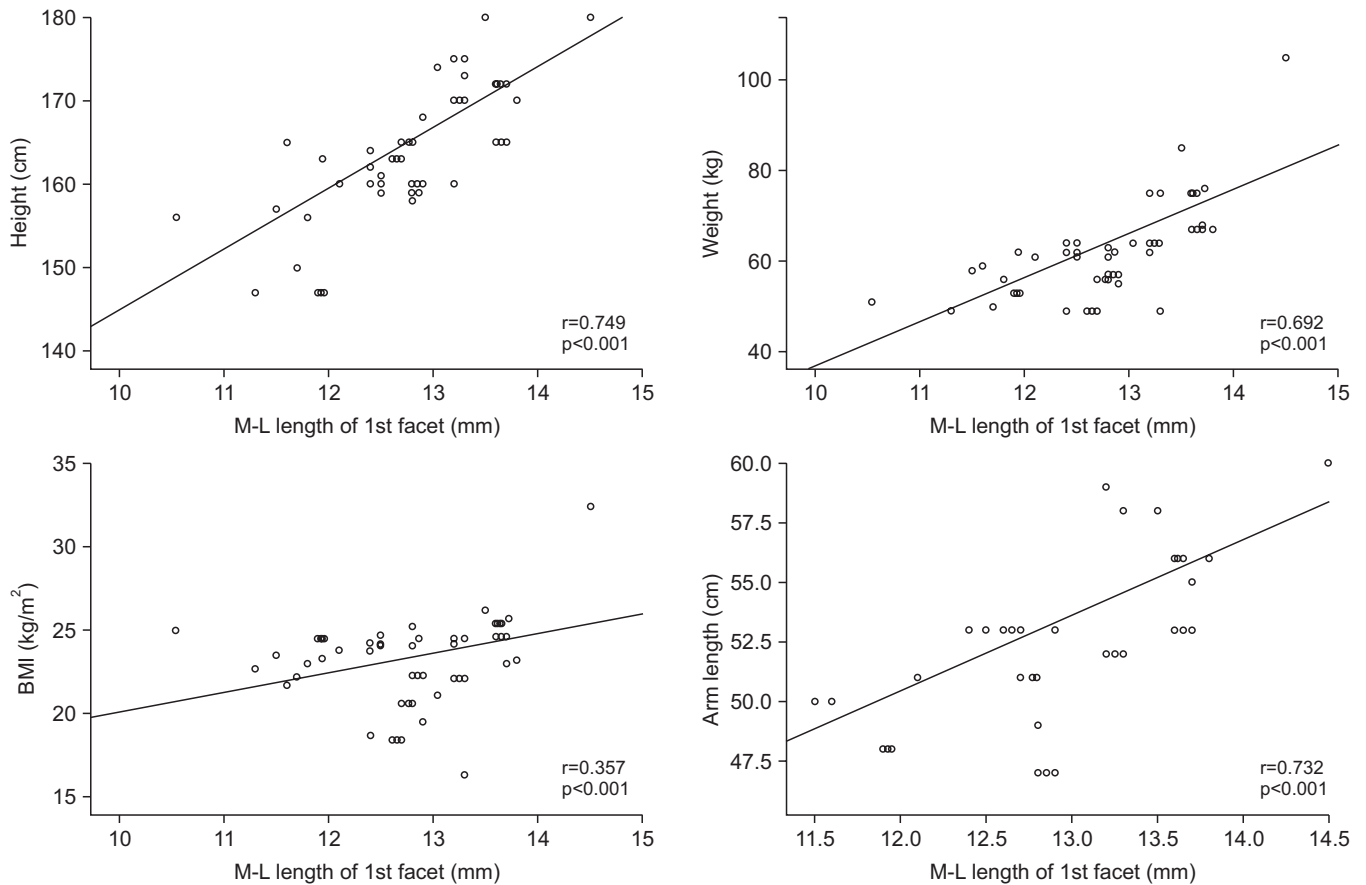 180
170
160
150
140
Height (cm)
r=0.749
p<0.001
10 11 12 13 14 15
M-L length of 1st facet (mm)
100
80
60
40
Weight (kg)
r=0.692
p<0.001
10 11 12 13 14 15
M-L length of 1st facet (mm)
35
30
25
20
15
BMI (kg/m²)
r=0.357
p<0.001
10 11 12 13 14 15
M-L length of 1st facet (mm)
60.0
57.5
55.0
52.5
50.0
47.5
Arm length (cm)
r=0.732
p<0.001
11.5 12.0 12.5 13.0 13.5 14.0 14.5
M-L length of 1st facet (mm)